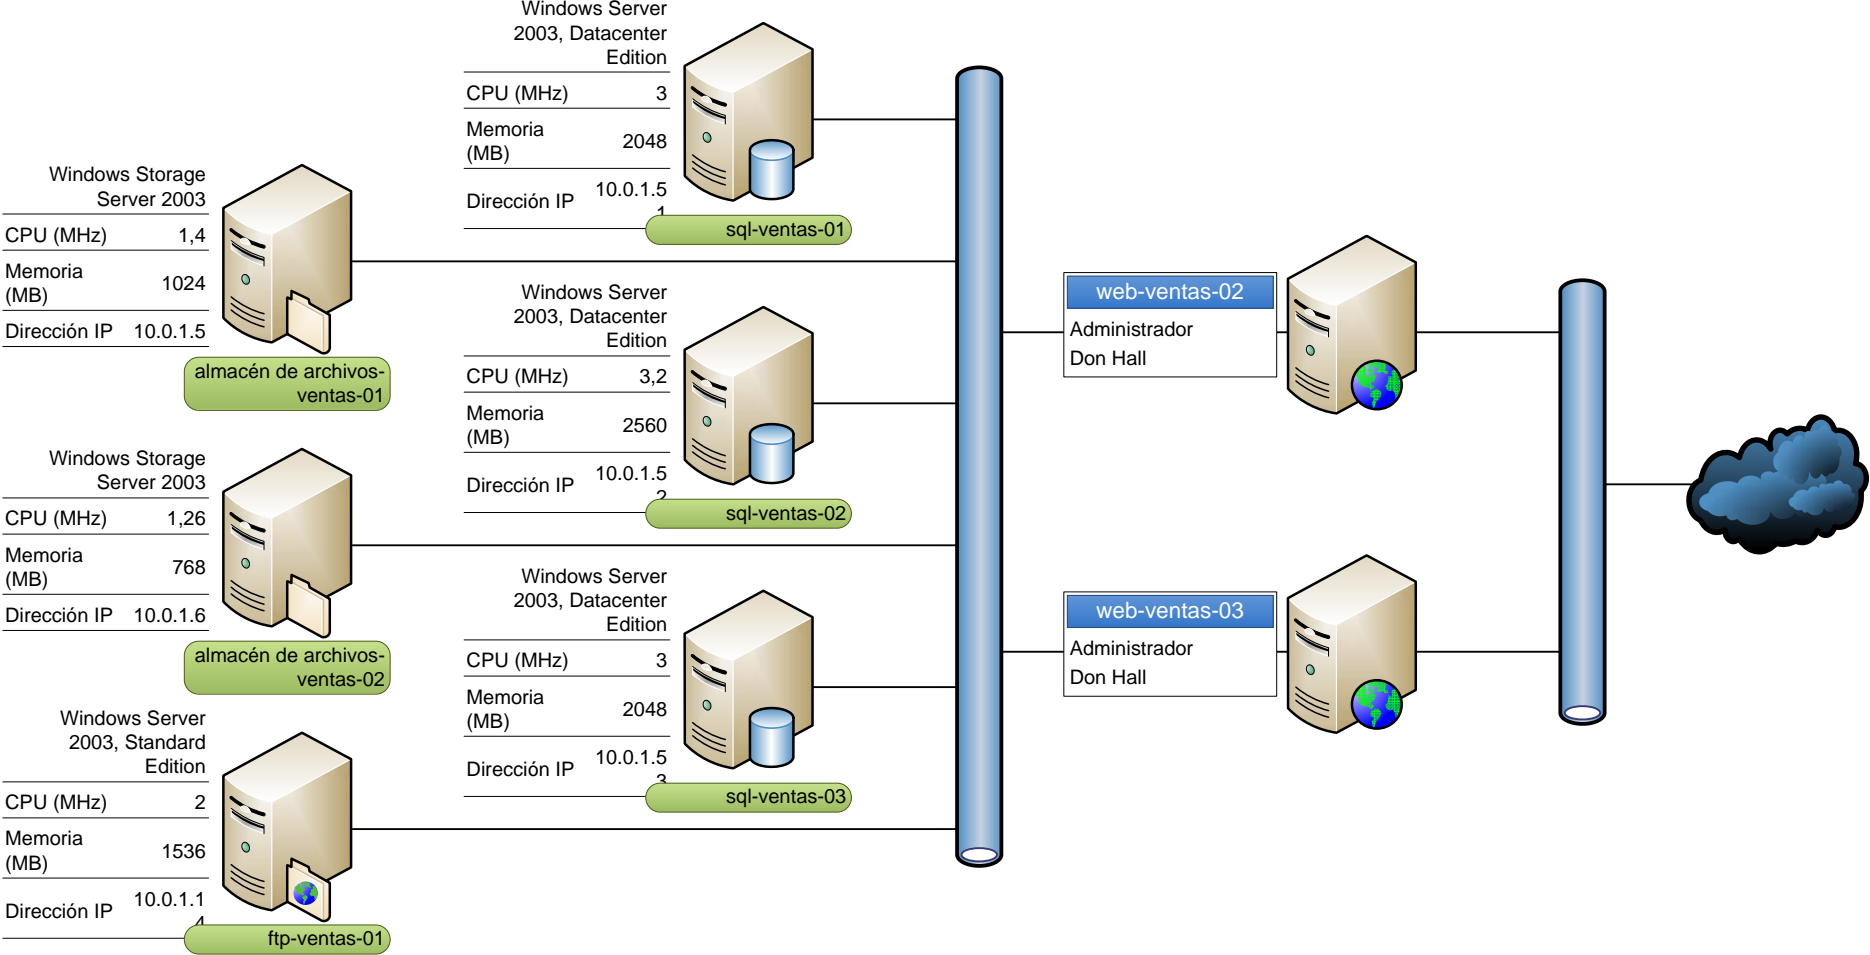 Windows Storage
Server 2003
CPU (MHz) 1,4
Memoria
(MB) 1024
Dirección IP 10.0.1.5
almacén de archivos-
ventas-01
Windows Storage
Server 2003
CPU (MHz) 1,26
Memoria
(MB) 768
Dirección IP 10.0.1.6
almacén de archivos-
ventas-02
Windows Server
2003, Standard
Edition
CPU (MHz) 2
Memoria
(MB) 1536
Dirección IP 10.0.1.1
4
ftp-ventas-01
Windows Server
2003, Datacenter
Edition
CPU (MHz) 3
Memoria
(MB) 2048
Dirección IP 10.0.1.5
1
sql-ventas-01
Windows Server
2003, Datacenter
Edition
CPU (MHz) 3,2
Memoria
(MB) 2560
Dirección IP 10.0.1.5
2
sql-ventas-02
Windows Server
2003, Datacenter
Edition
CPU (MHz) 3
Memoria
(MB) 2048
Dirección IP 10.0.1.5
3
sql-ventas-03
web-ventas-02
Administrador
Don Hall
web-ventas-03
Administrador
Don Hall